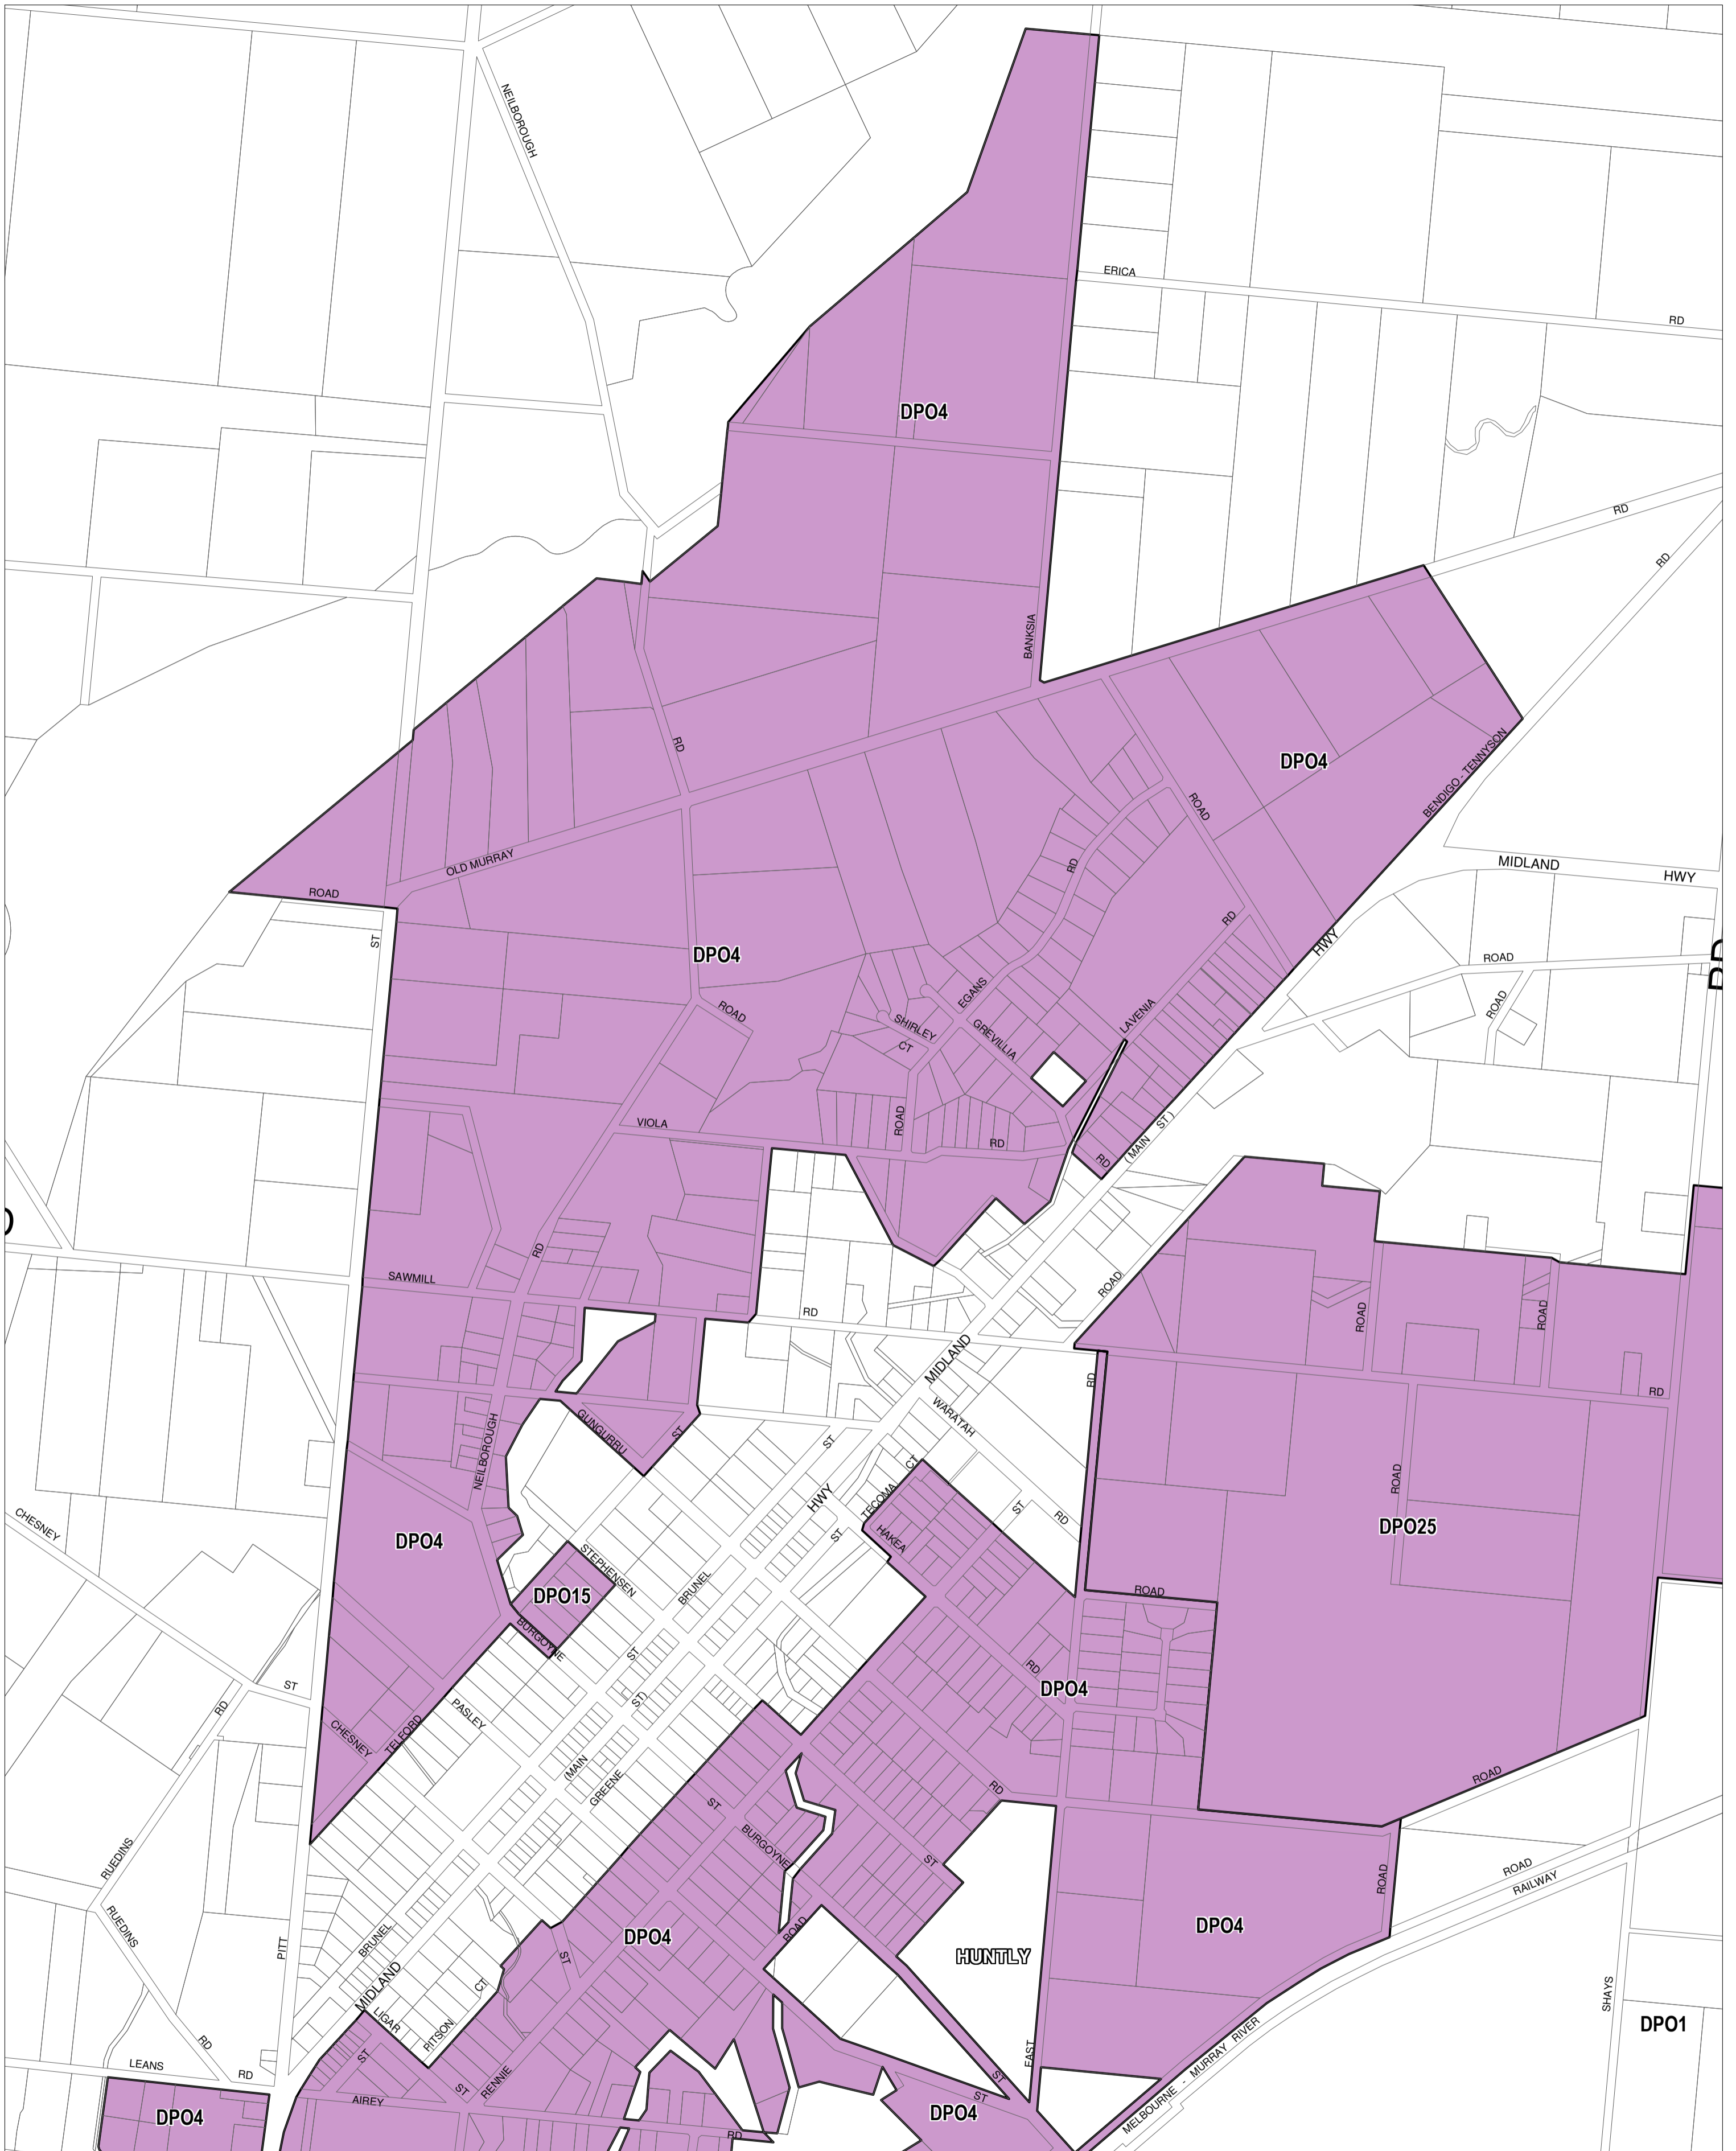 NEILBOROUGH
ERICA
RD
DPO4
RD
RD
BANKSIA
RD
DPO4
BENDIGO - TENNYSON
ROAD
OLD MURRAY
RD
MIDLAND
HWY
ROAD
ST
RD
HWY
DPO4
ROAD
EGANS
ROAD
LAVENIA
SHIRLEY
CT
GREVILLIA
ROAD
VIOLA
RD
RD
(MAIN ST)
RD
SAWMILL
ROAD
RD
ROAD
ROAD
MIDLAND
RD
RD
WARATAH
GUNGURRU
ST
ST
NEILBOROUGH
CT
HWY
TECOMA
ST
RD
ROAD
CHESNEY
HAKEA
ST
DPO25
DPO4
STEPHENSEN
DPO15
BRUNEL
ROAD
BURGOYNE
ST
RD
DPO4
ST
RD
PASLEY
ST)
CHESNEY
TELFORD
(MAIN
GREENE
RD
ROAD
ST
BURGOYNE
RUEDINS
ST
ROAD
ROAD
RAILWAY
RUEDINS
BRUNEL
PITT
DPO4
ROAD
DPO4
HUNTLY
ST
MIDLAND
CT
SHAYS
LIGAR
PITSON
DPO1
RD
ST
EAST
MELBOURNE - MURRAY RIVER
LEANS
RD
ST
RENNIE
ST
ST
AIREY
DPO4
DPO4
RD